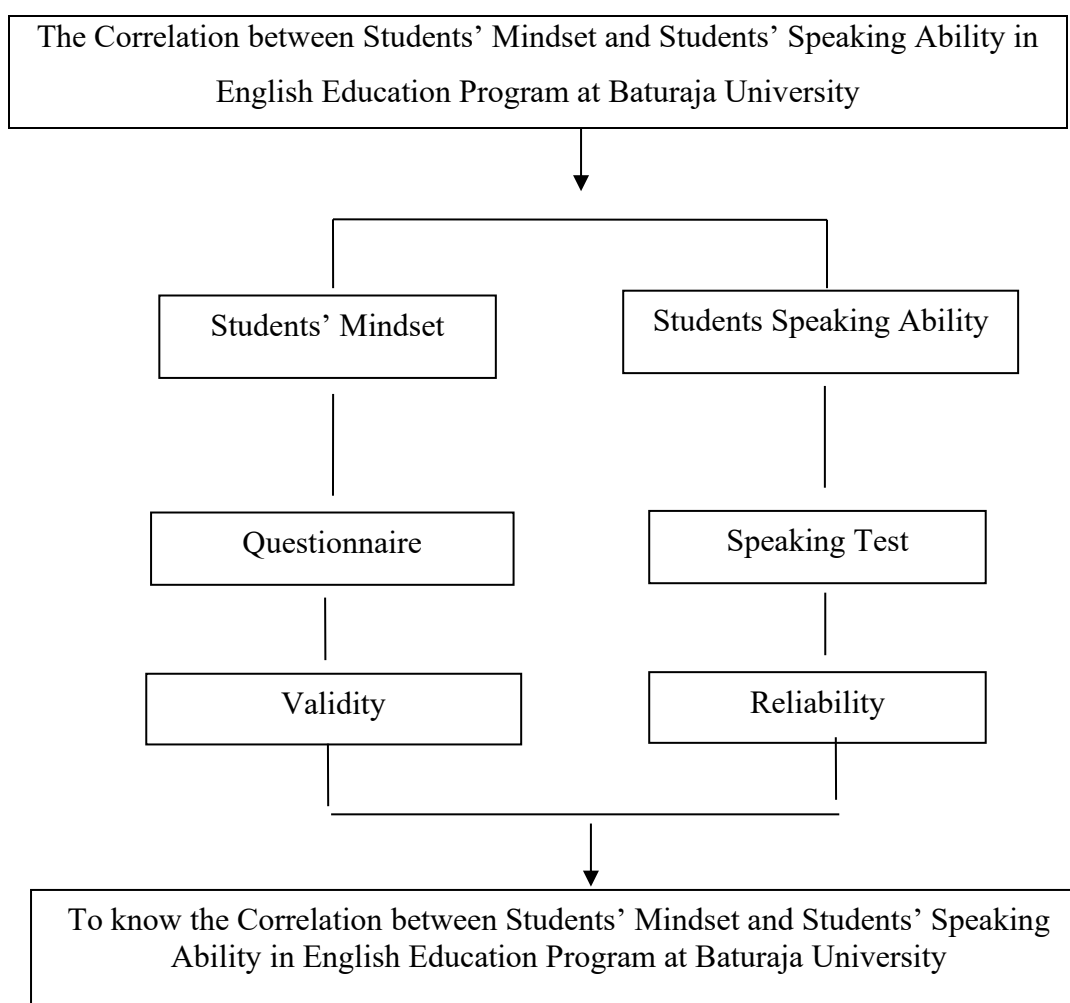 The Correlation between Students’ Mindset and Students’ Speaking Ability in
English Education Program at Baturaja University
Students’ Mindset
Students Speaking Ability
Questionnaire
Speaking Test
Validity
Reliability
To know the Correlation between Students’ Mindset and Students’ Speaking
Ability in English Education Program at Baturaja University